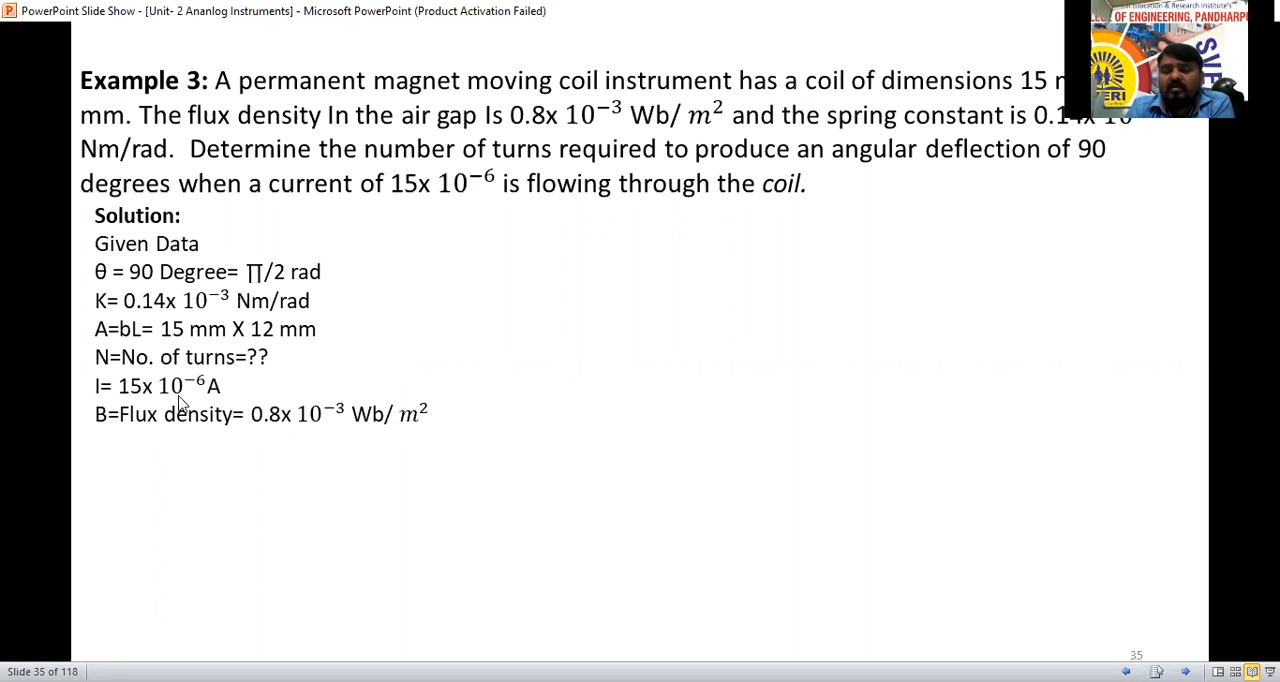 PowerPoint Slide Show - [Unit- 2 Ananlog Instruments] - Microsoft PowerPoint (Product Activation Failed)
OF ENGINEERING, PANDHARP
SVE
ERI
Example 3: A permanent magnet moving coil instrument has a coil of dimensions 15
mm. The flux density In the air gap Is 0.8x 10⁻³ Wb/ m² and the spring constant is 0.14x 10
Nm/rad. Determine the number of turns required to produce an angular deflection of 90
degrees when a current of 15x 10⁻⁶ is flowing through the coil.
Solution:
Given Data
θ = 90 Degree= ∏/2 rad
K= 0.14x 10⁻³ Nm/rad
A=bL= 15 mm X 12 mm
N=No. of turns=??
I= 15x 10⁻⁶A
B=Flux density= 0.8x 10⁻³ Wb/ m²
35
Slide 35 of 118